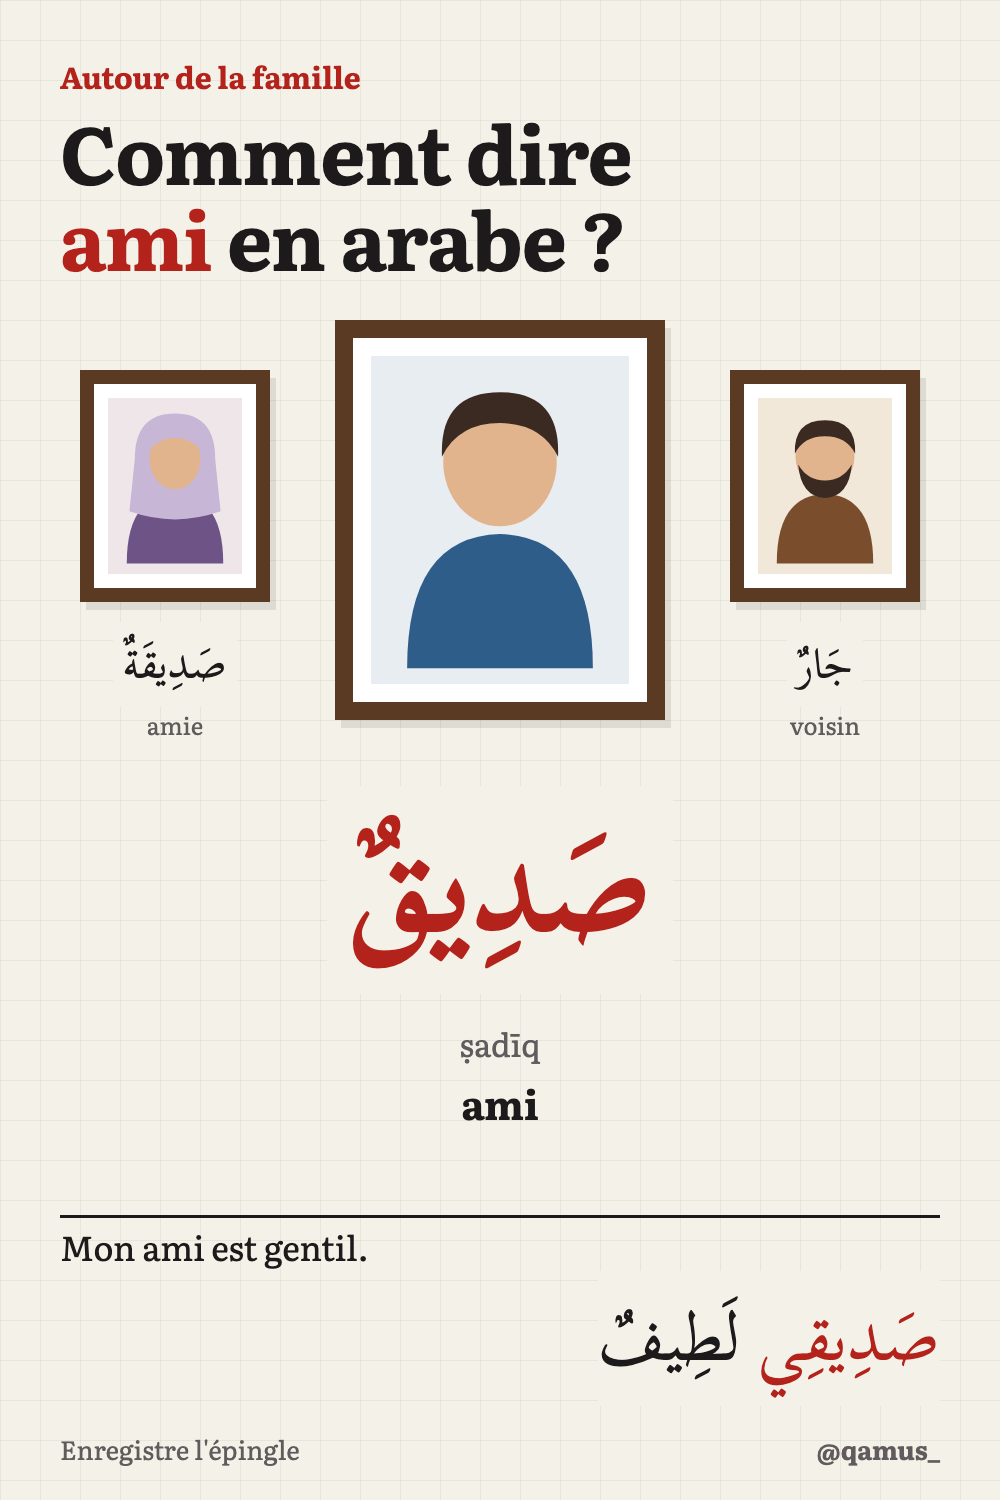 Autour de la famille
Comment dire
ami en arabe ?
صَدِيقَةٌ
amie
جَارٌ
voisin
صَدِيقٌ
ṣadīq
ami
Mon ami est gentil.
صَدِيقِي لَطِيفٌ
Enregistre l'épingle
@qamus_